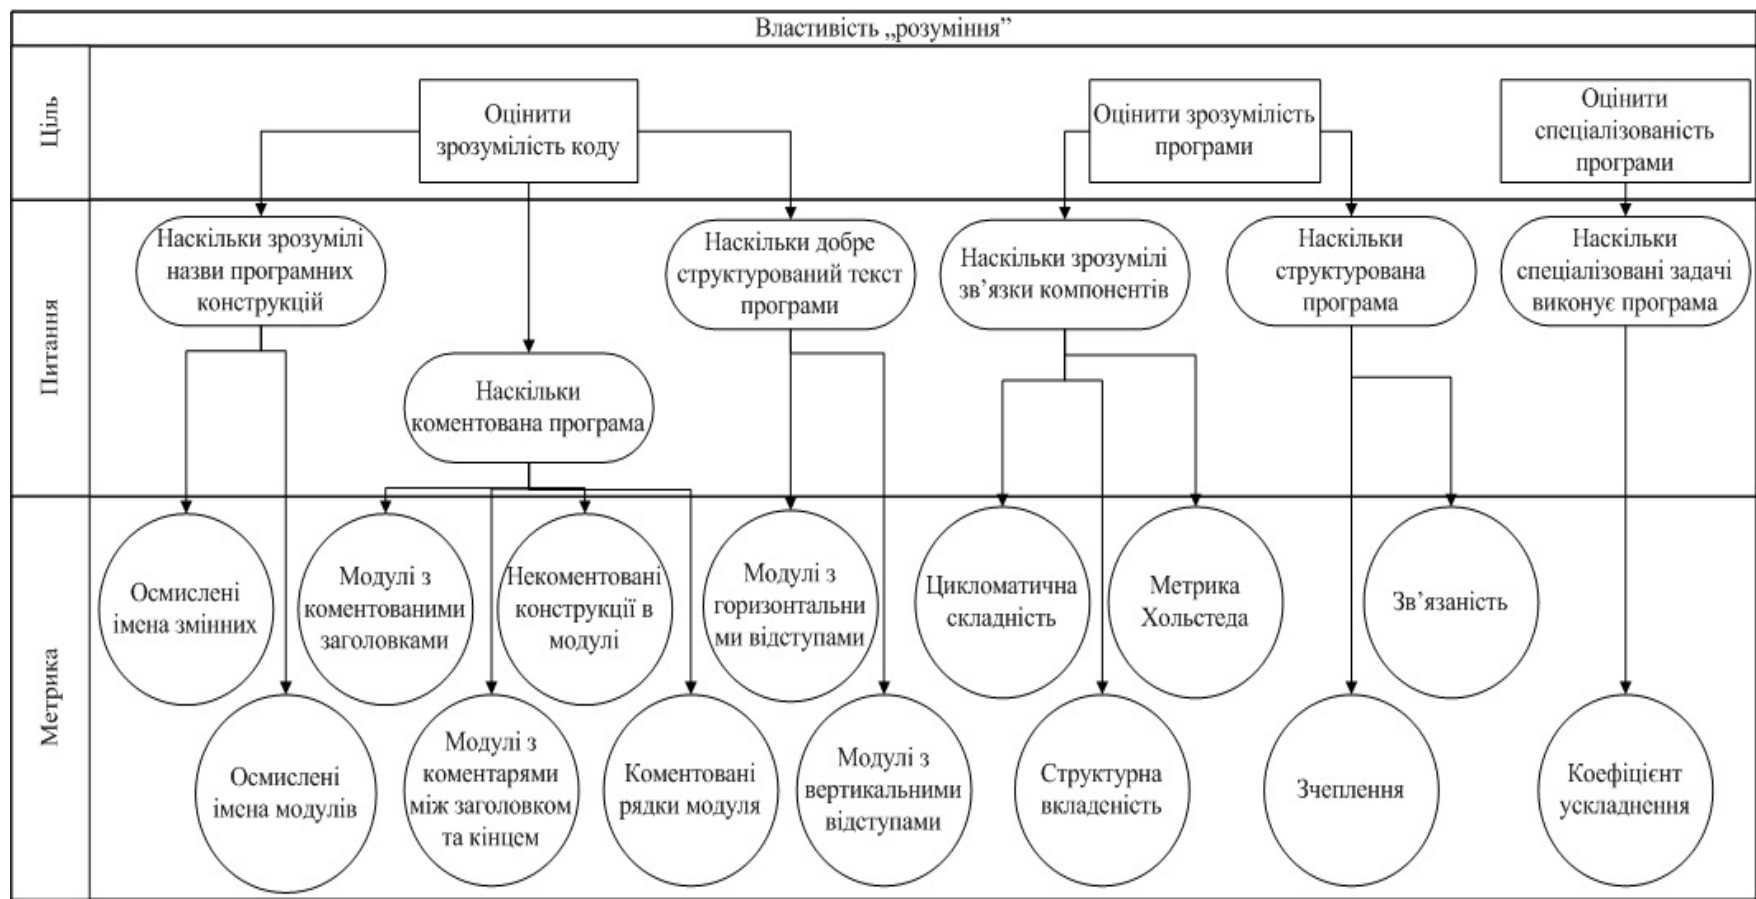 Властивість „розуміння”
Ціль
Оцінити
зрозумілість коду
Оцінити зрозумілість
програми
Оцінити
спеціалізованість
програми
Питання
Наскільки зрозумілі
назви програмних
конструкцій
Наскільки добре
структурований текст
програми
Наскільки зрозумілі
зв’язки компонентів
Наскільки
структурована
програма
Наскільки
спеціалізовані задачі
виконує програма
Наскільки
коментована програма
Метрика
Осмислені
імена змінних
Модулі з
коментованими
заголовками
Некоментовані
конструкції в
модулі
Модулі з
горизонтальни
ми відступами
Цикломатична
складність
Метрика
Хольстеда
Зв’язаність
Осмислені
імена модулів
Модулі з
коментарями
між заголовком
та кінцем
Коментовані
рядки модуля
Модулі з
вертикальними
відступами
Структурна
вкладеність
Зчеплення
Коефіцієнт
ускладнення